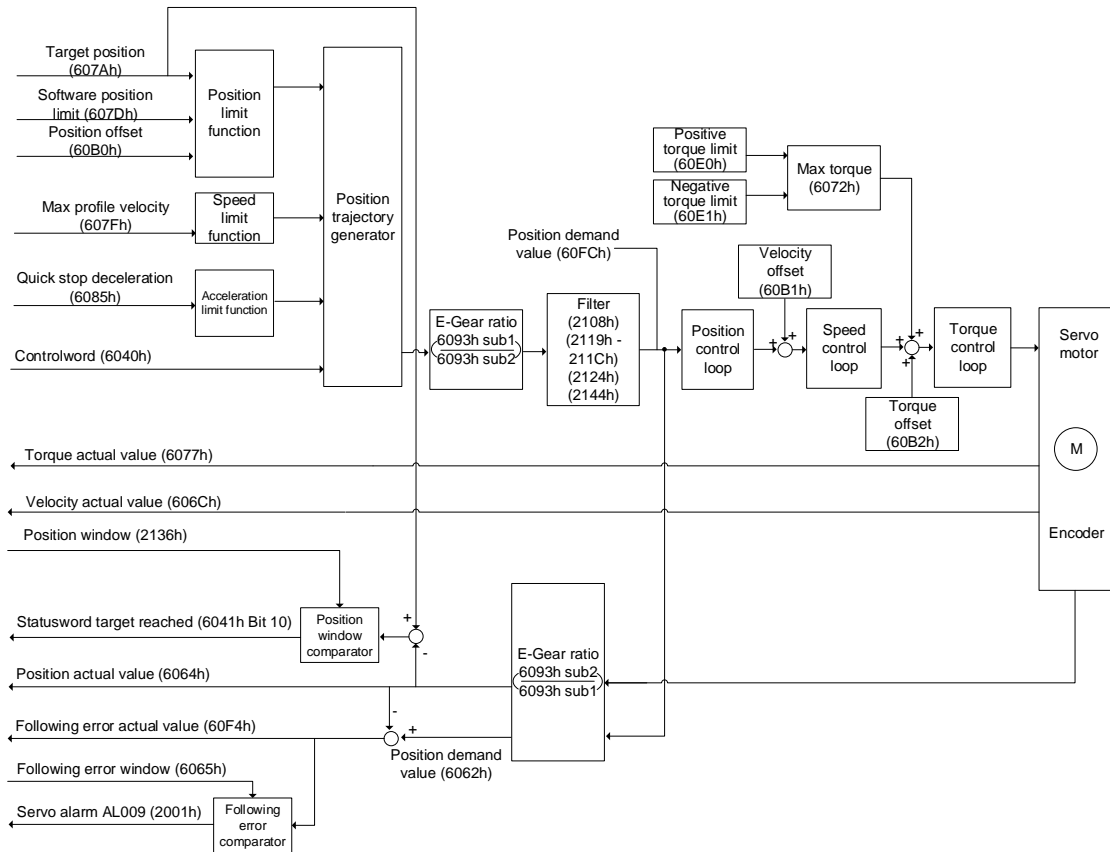 Target position
(607Ah)
Software position
limit (607Dh)
Position offset
(60B0h)
Position
limit
function
Max profile velocity
(607Fh)
Speed
limit
function
Quick stop deceleration
(6085h)
Acceleration
limit function
Controlword (6040h)
Position
trajectory
generator
E-Gear ratio
6093h sub1
6093h sub2
Filter
(2108h)
(2119h -
211Ch)
(2124h)
(2144h)
Position demand
value (60FCh)
Position
control
loop
Velocity
offset
(60B1h)
+
+
Speed
control
loop
Positive
torque limit
(60E0h)
Negative
torque limit
(60E1h)
Max torque
(6072h)
+
+
+
Torque
offset
(60B2h)
Torque
control
loop
Servo
motor
M
Encoder
Torque actual value (6077h)
Velocity actual value (606Ch)
Position window (2136h)
Statusword target reached (6041h Bit 10)
Position
window
comparator
+
-
Position actual value (6064h)
E-Gear ratio
6093h sub2
6093h sub1
-
+
Following error actual value (60F4h)
Position demand
value (6062h)
Following error window (6065h)
Servo alarm AL009 (2001h)
Following
error
comparator